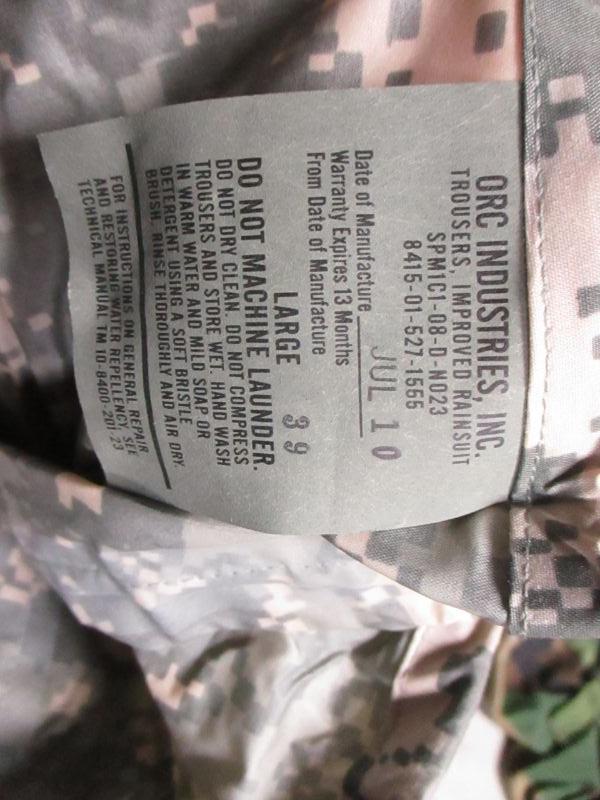 ORC INDUSTRIES, INC.
TROUSERS, IMPROVED RAINSUIT
SPM1C1-08-D-N023
8415-01-527-1555
Date of Manufacture JUL 10
Warranty Expires 13 Months
From Date of Manufacture
LARGE 39
DO NOT MACHINE LAUNDER.
DO NOT DRY CLEAN. DO NOT COMPRESS
TROUSERS AND STORE WET. HAND WASH
IN WARM WATER AND MILD SOAP OR
DETERGENT USING A SOFT BRISTLE
BRUSH, RINSE THOROUGHLY AND AIR DRY.
FOR INSTRUCTIONS ON GENERAL REPAIR
AND RESTORING WATER REPELLENCY, SEE
TECHNICAL MANUAL TM 10-8400-201-23